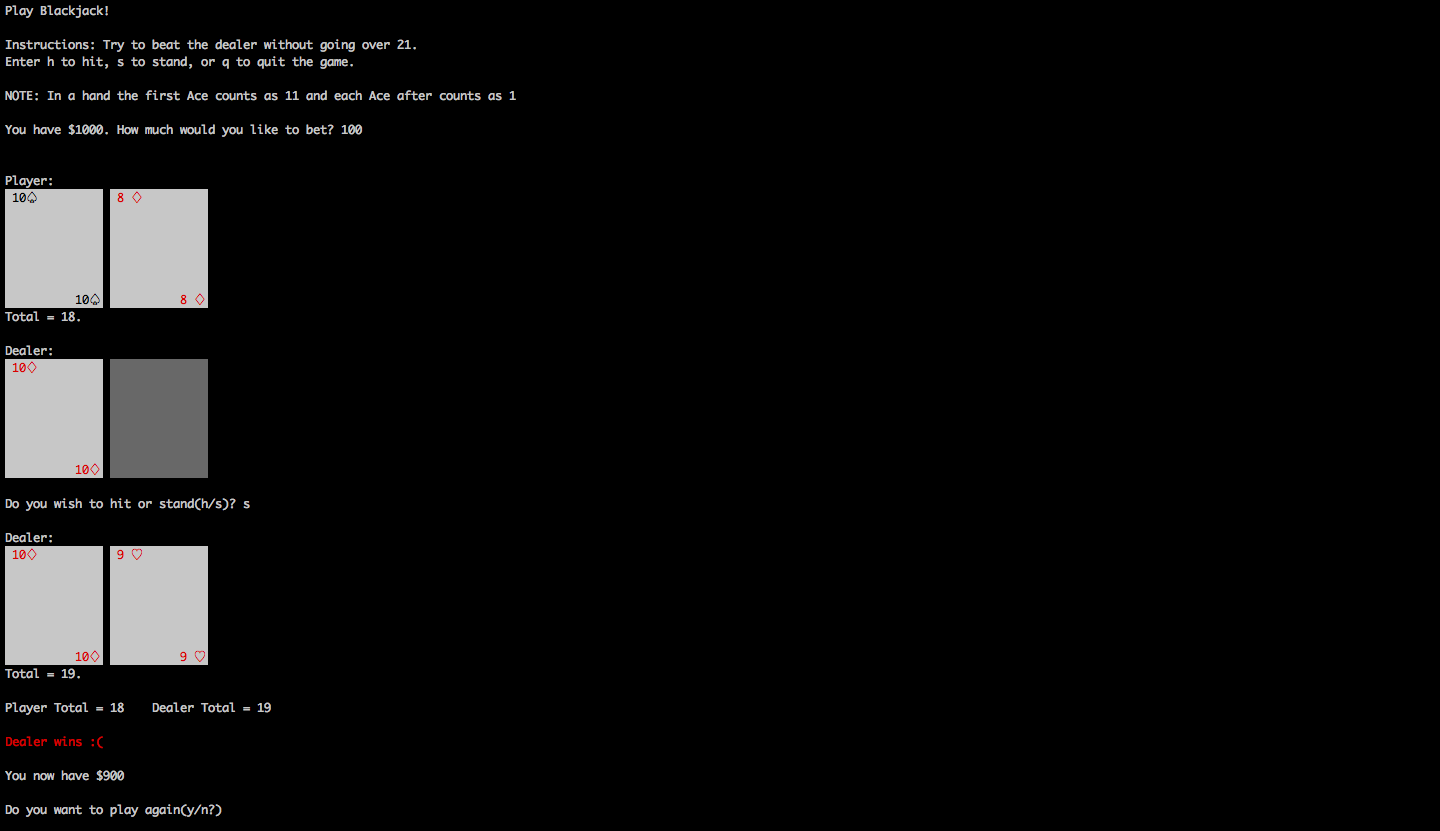 Play Blackjack!
Instructions: Try to beat the dealer without going over 21.
Enter h to hit, s to stand, or q to quit the game.
NOTE: In a hand the first Ace counts as 11 and each Ace after counts as 1
You have $1000. How much would you like to bet? 100
Player:
10♤ 8 ♢
10♤ 8 ♢
Total = 18.
Dealer:
10♢
10♢
Do you wish to hit or stand(h/s)? s
Dealer:
10♢ 9 ♡
10♢ 9 ♡
Total = 19.
Player Total = 18    Dealer Total = 19
Dealer wins :(
You now have $900
Do you want to play again(y/n?)